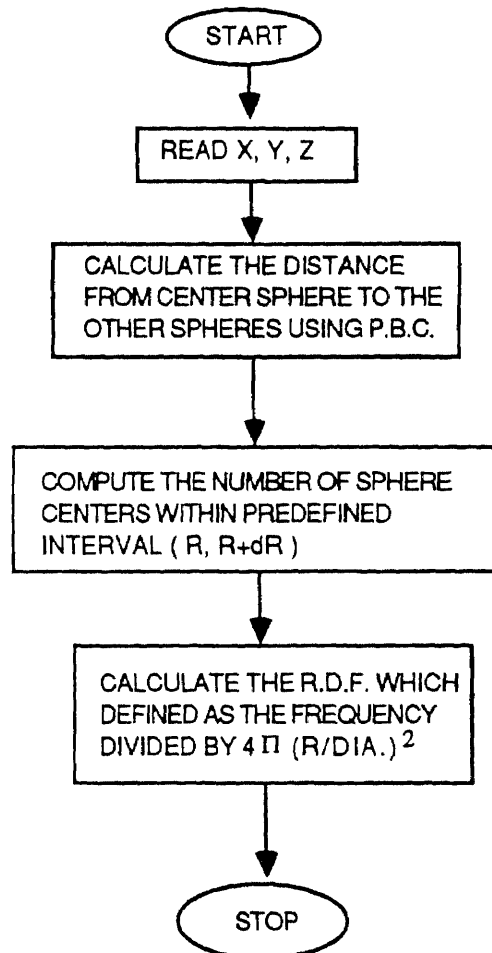 START
READ X, Y, Z
CALCULATE THE DISTANCE
FROM CENTER SPHERE TO THE
OTHER SPHERES USING P.B.C.
COMPUTE THE NUMBER OF SPHERE
CENTERS WITHIN PREDEFINED
INTERVAL ( R, R+dR )
CALCULATE THE R.D.F. WHICH
DEFINED AS THE FREQUENCY
DIVIDED BY 4 Π (R/DIA.)²
STOP